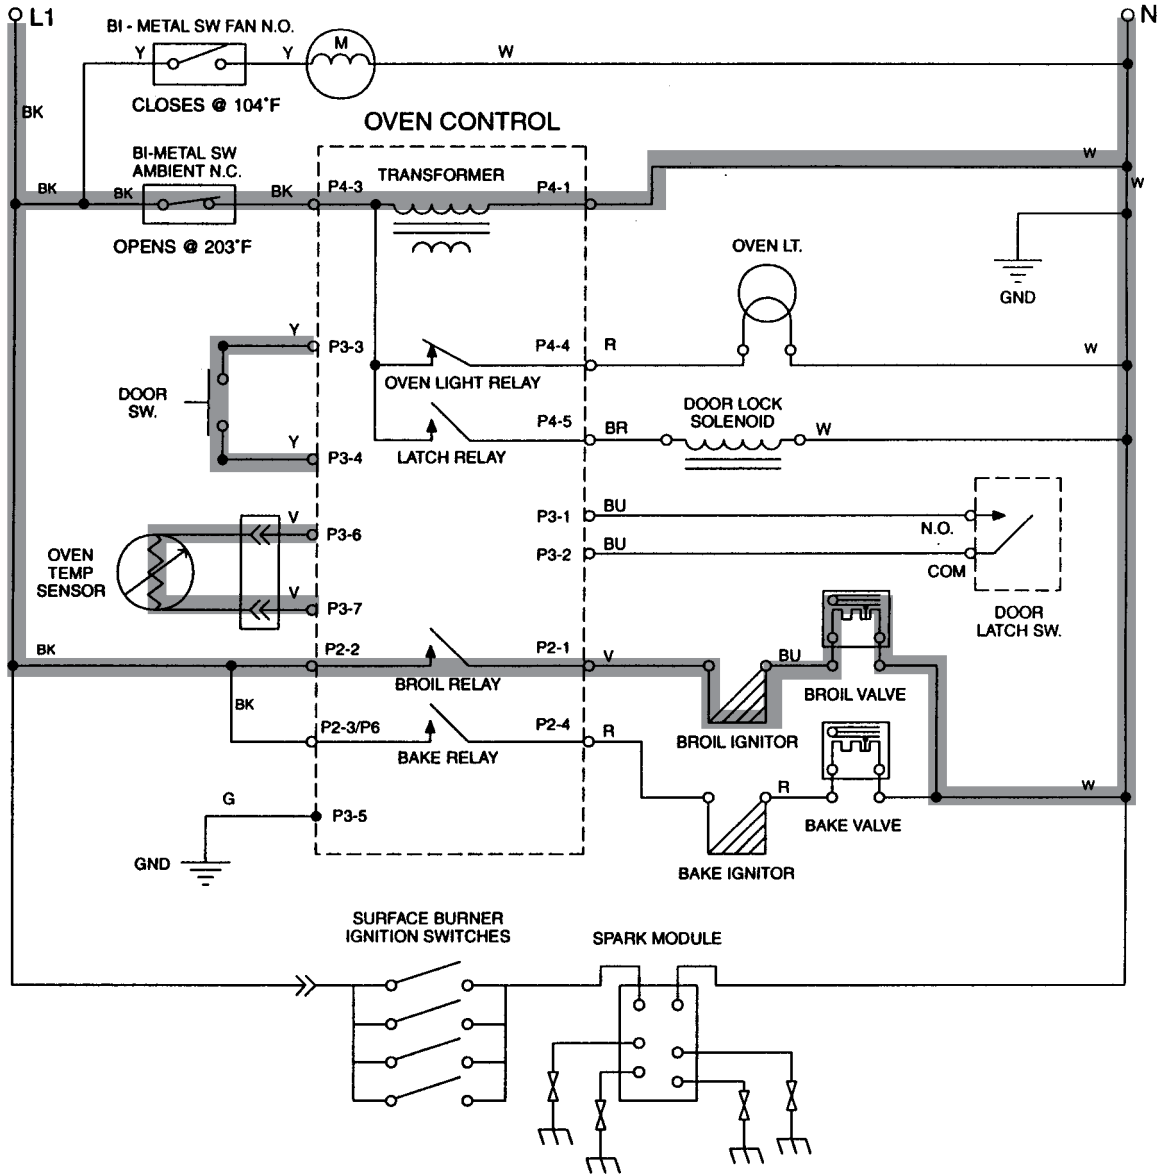 L1
N
BI - METAL SW FAN N.O.
Y
Y
M
W
CLOSES @ 104°F
BK
OVEN CONTROL
BI-METAL SW
AMBIENT N.C.
BK
BK
BK
P4-3
TRANSFORMER
P4-1
W
W
OPENS @ 203°F
OVEN LT.
GND
Y
P3-3
P4-4
R
W
OVEN LIGHT RELAY
DOOR
SW.
DOOR LOCK
SOLENOID
P4-5
BR
W
Y
P3-4
LATCH RELAY
P3-1
BU
N.O.
V
P3-6
P3-2
BU
COM
OVEN
TEMP
SENSOR
V
P3-7
DOOR
LATCH SW.
BK
P2-2
P2-1
V
BU
BROIL RELAY
BROIL VALVE
BK
P2-3/P6
P2-4
R
BROIL IGNITOR
BAKE RELAY
R
W
G
P3-5
BAKE VALVE
GND
BAKE IGNITOR
SURFACE BURNER
IGNITION SWITCHES
SPARK MODULE